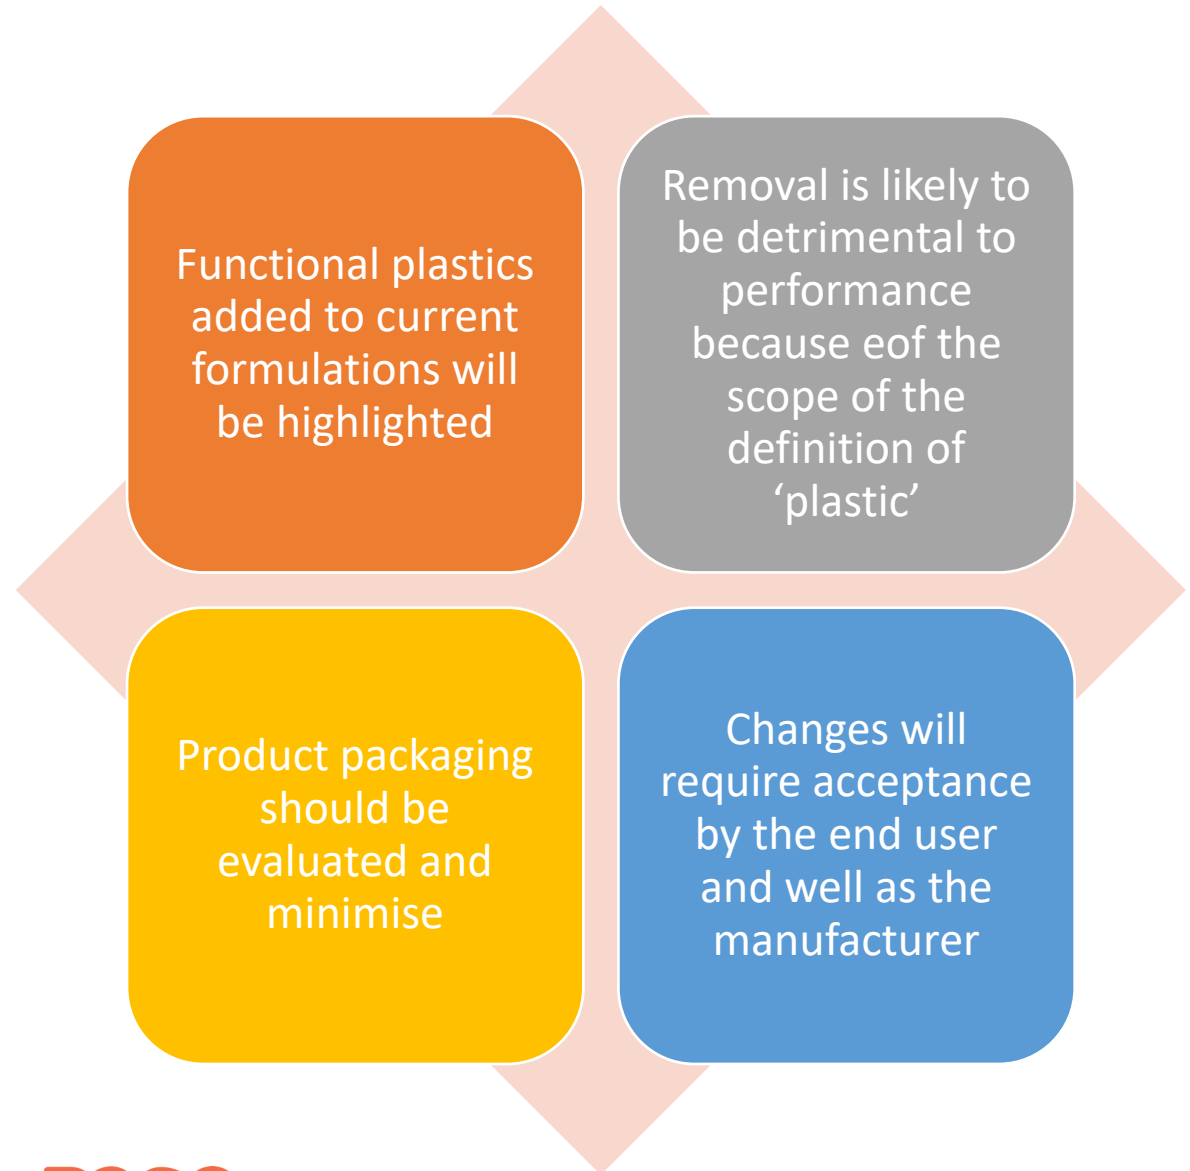 Functional plastics
added to current
formulations will
be highlighted
Removal is likely to
be detrimental to
performance
because eof the
scope of the
definition of
‘plastic’
Product packaging
should be
evaluated and
minimise
Changes will
require acceptance
by the end user
and well as the
manufacturer